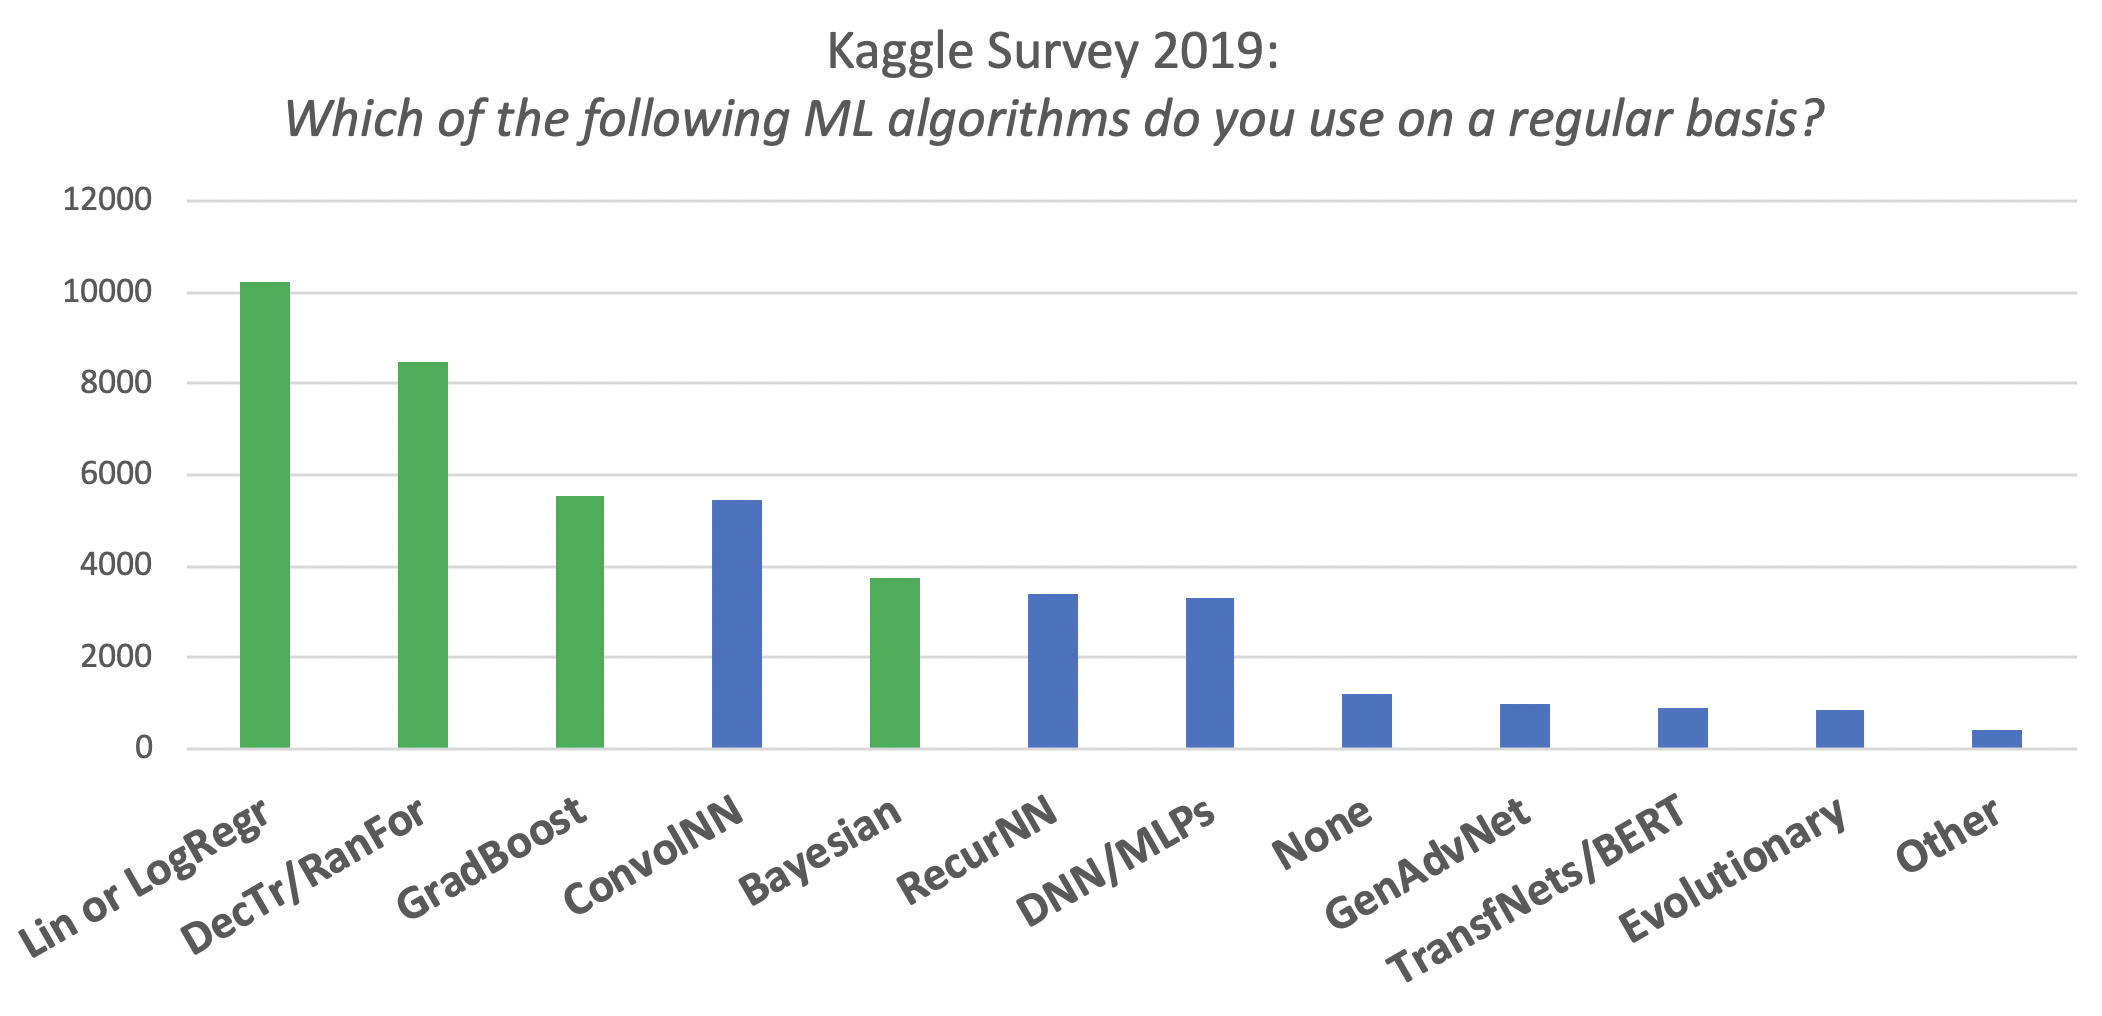 Kaggle Survey 2019:
Which of the following ML algorithms do you use on a regular basis?
12000
10000
8000
6000
4000
2000
0
Lin or LogRegr
DecTr/RanFor
GradBoost
ConvolNN
Bayesian
RecurNN
DNN/MLPs
None
GenAdvNet
TransfNets/BERT
Evolutionary
Other